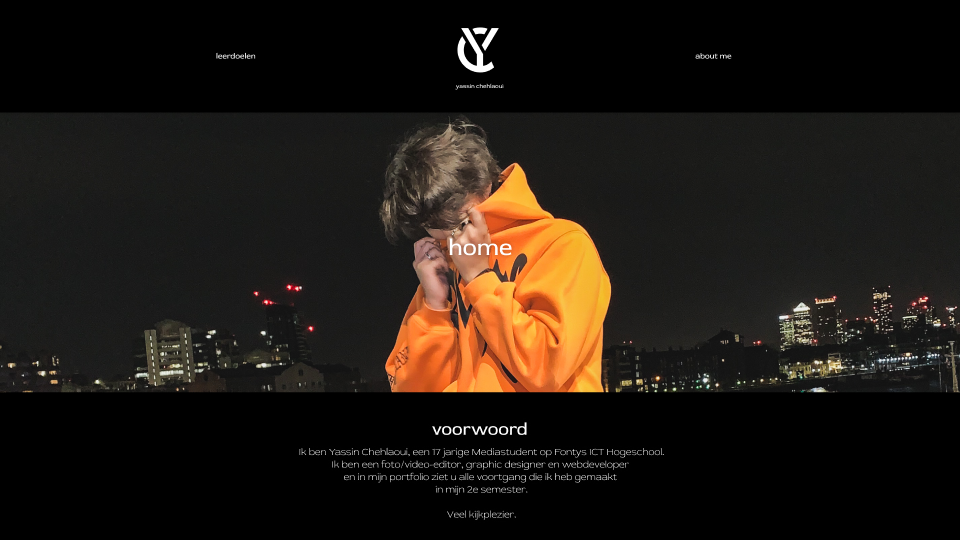 leerdoelen
YC
yassin chehlaoui
about me
home
voorwoord
Ik ben Yassin Chehlaoui, een 17 jarige Mediastudent op Fontys ICT Hogeschool.
Ik ben een foto/video-editor, graphic designer en webdeveloper
en in mijn portfolio ziet u alle voortgang die ik heb gemaakt
in mijn 2e semester.
Veel kijkplezier.